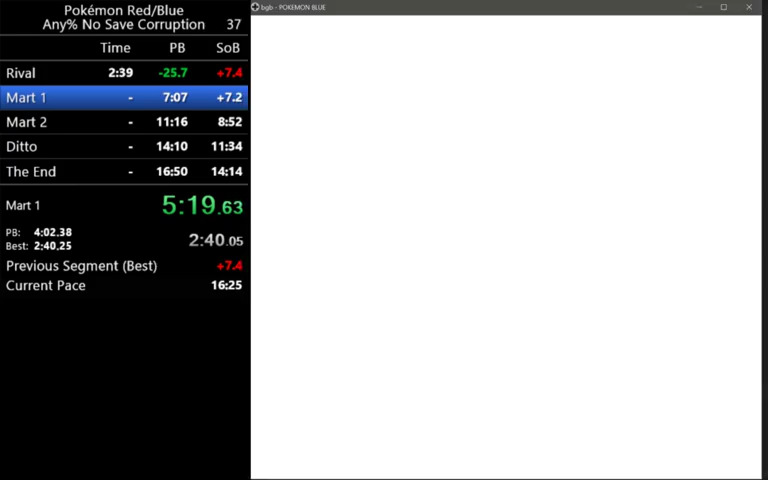 Pokémon Red/Blue
Any% No Save Corruption 37
Time PB SoB
Rival 2:39 -25.7 +7.4
Mart 1 - 7:07 +7.2
Mart 2 - 11:16 8:52
Ditto - 14:10 11:34
The End - 16:50 14:14
Mart 1 5:19.63
PB: 4:02.38
Best: 2:40.25
2:40.05
Previous Segment (Best) +7.4
Current Pace 16:25
bgb - POKEMON BLUE